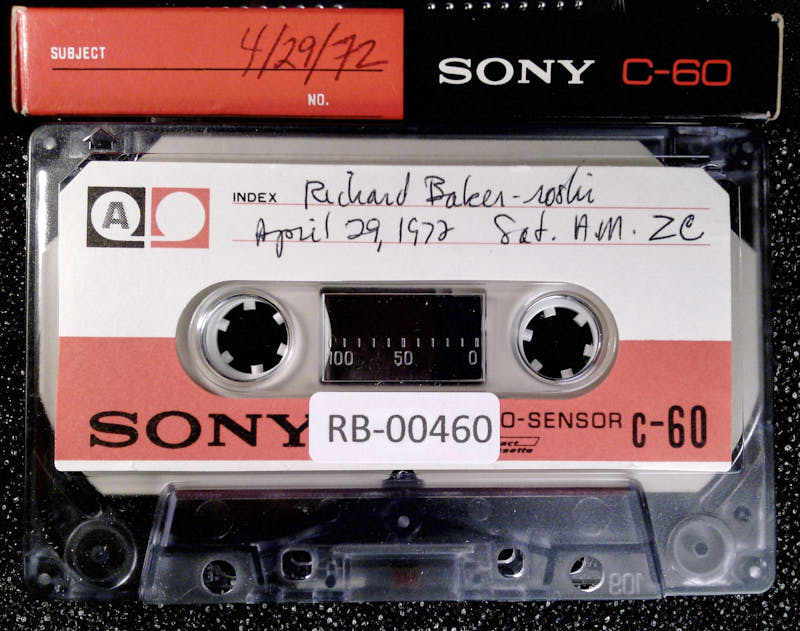 SUBJECT 4/29/72
NO.
SONY C-60
A
INDEX Richard Baker-roshi
April 29, 1972 Sat. A.M. ZC
100 50 0
SONY O-SENSOR C-60
RB-00460